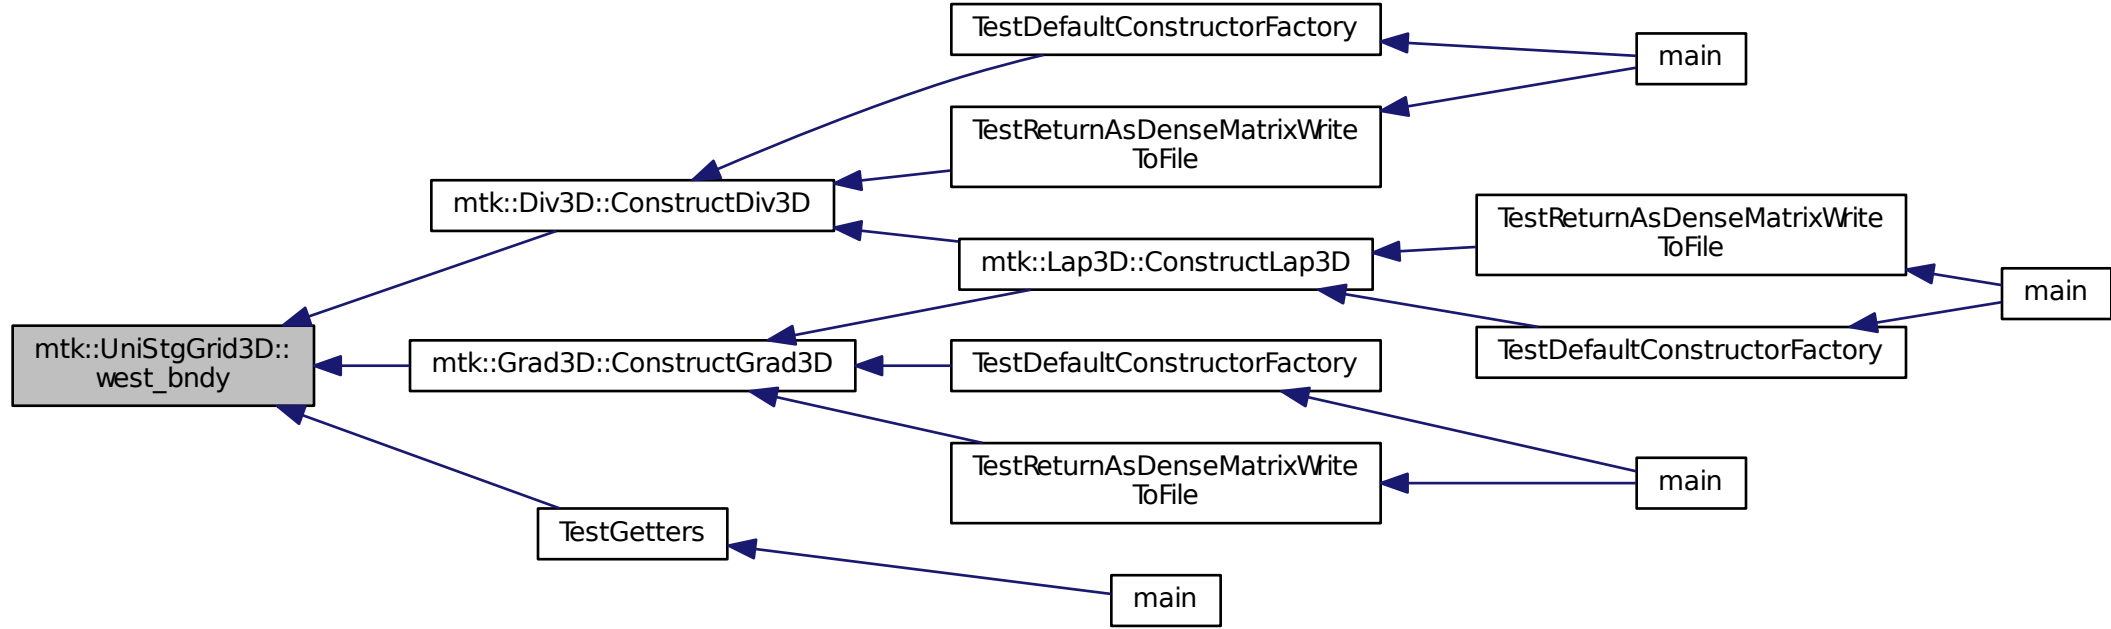 TestDefaultConstructorFactory
main
TestReturnAsDenseMatrixWrite
ToFile
mtk::Div3D::ConstructDiv3D
TestReturnAsDenseMatrixWrite
ToFile
mtk::Lap3D::ConstructLap3D
main
mtk::UniStgGrid3D::
west_bndy
mtk::Grad3D::ConstructGrad3D
TestDefaultConstructorFactory
TestDefaultConstructorFactory
TestReturnAsDenseMatrixWrite
ToFile
main
TestGetters
main